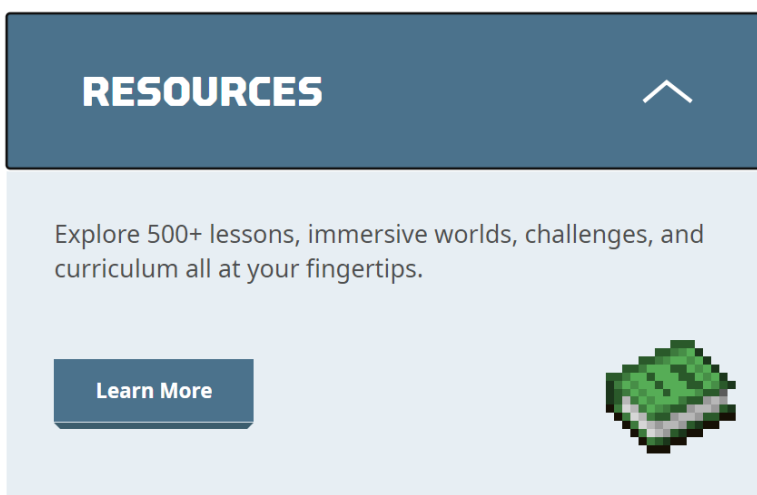 RESOURCES
Explore 500+ lessons, immersive worlds, challenges, and
curriculum all at your fingertips.
Learn More